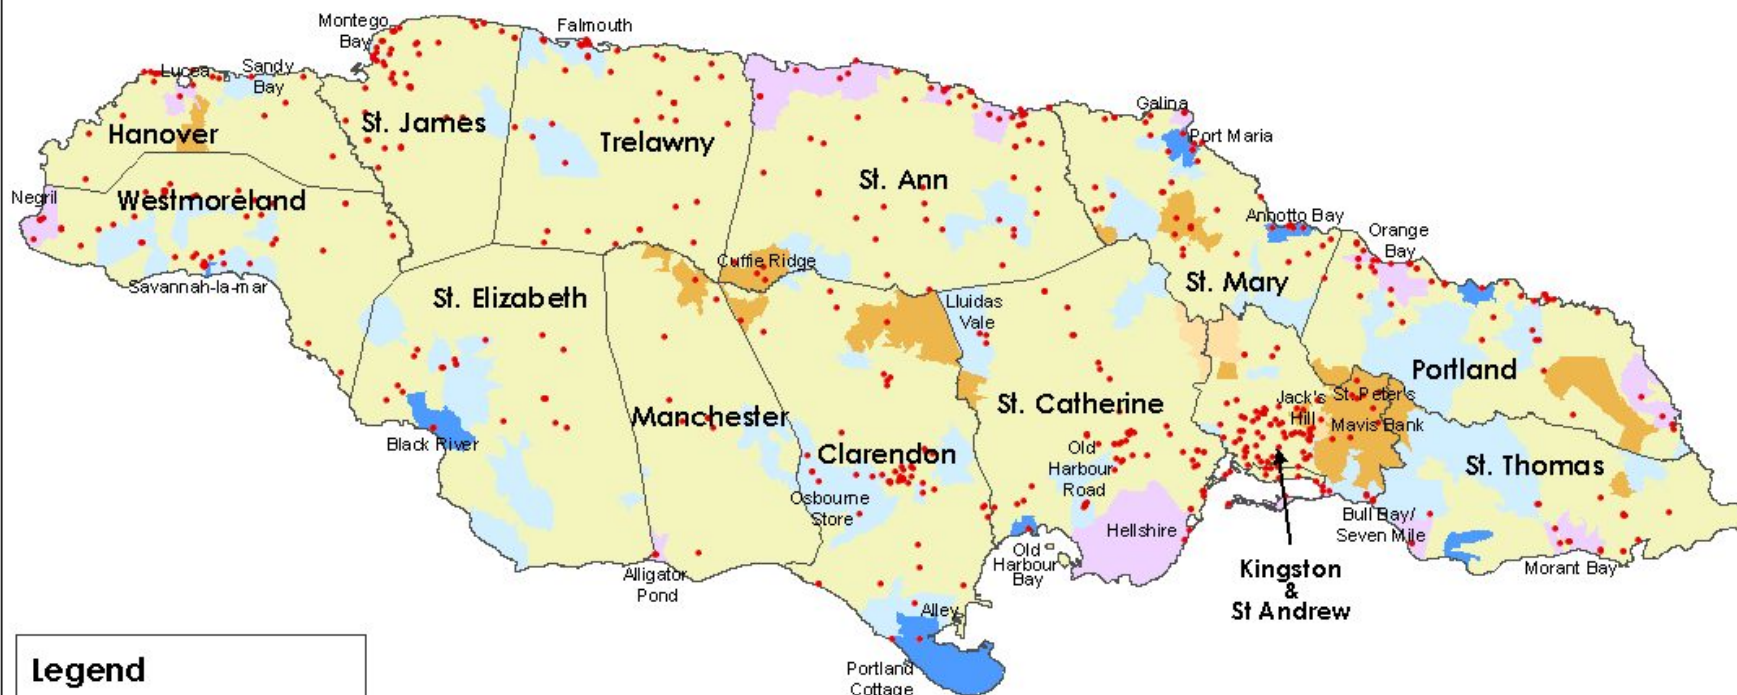 Montego
Bay
Falmouth
Lucea
Sandy
Bay
Hanover
St. James
Trelawny
Galina
Port Maria
Negril
Westmoreland
St. Ann
Annotto Bay
Orange
Bay
Savannah-la-mar
Cuffie Ridge
St. Mary
St. Elizabeth
Lluidas
Vale
Portland
Black River
Manchester
Clarendon
St. Catherine
Jack's
Hill
St. Peter's
Mavis Bank
Old
Harbour
Road
St. Thomas
Osbourne
Store
Hellshire
Bull Bay/
Seven Mile
Old
Harbour
Bay
Alligator
Pond
Kingston
&
St Andrew
Morant Bay
Alley
Portland
Cottage
Legend